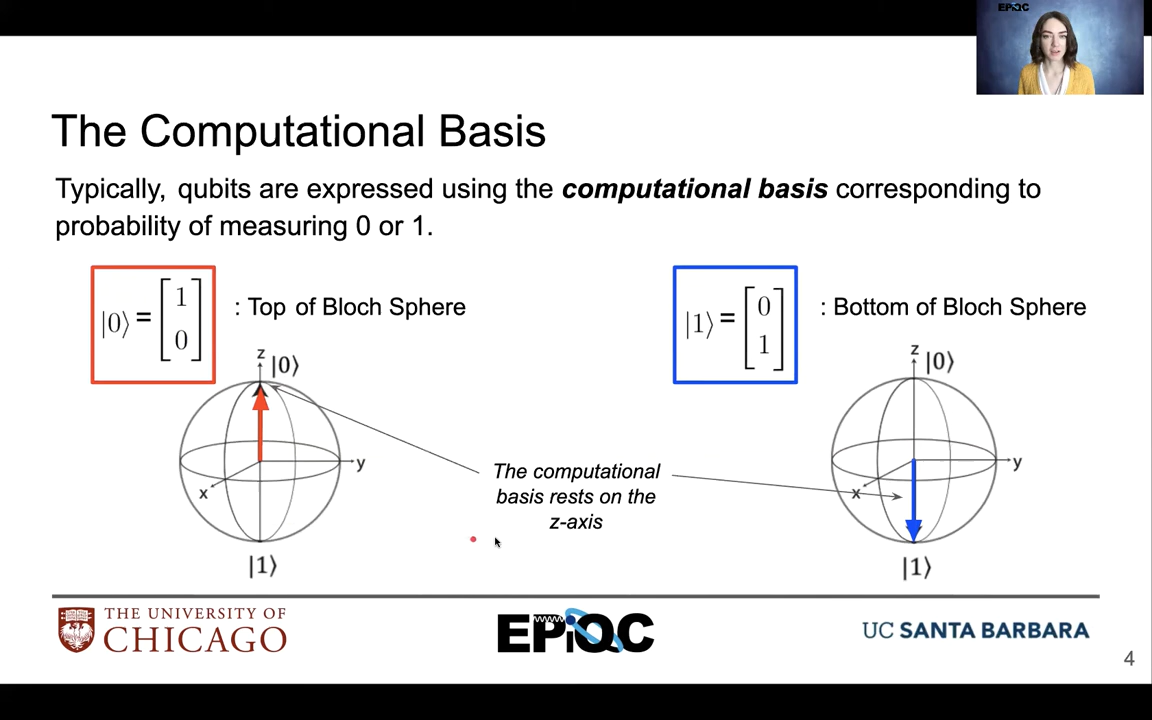 EPiQC
The Computational Basis
Typically, qubits are expressed using the computational basis corresponding to
probability of measuring 0 or 1.
|0⟩ = [1 0]
: Top of Bloch Sphere
|1⟩ = [0 1]
: Bottom of Bloch Sphere
z |0⟩
y
x
|1⟩
The computational
basis rests on the
z-axis
z |0⟩
y
x
|1⟩
THE UNIVERSITY OF
CHICAGO
EPiQC
UC SANTA BARBARA
4